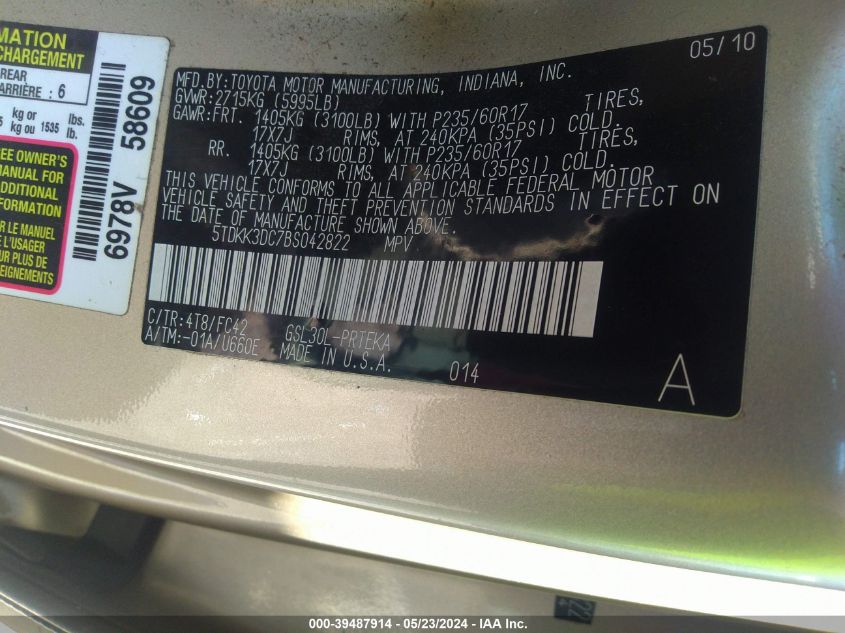 MATION
CHARGEMENT
REAR
ARRIÈRE : 6
kg or lbs.
kg ou 1535 lb.
EE OWNER'S
MANUAL FOR
ADDITIONAL
FORMATION
R LE MANUEL
L'USAGER
UR PLUS DE
SEIGNEMENTS
6978V 58609
05/10
MFD.BY:TOYOTA MOTOR MANUFACTURING, INDIANA, INC.
GVWR:2715KG (5995LB)
GAWR:FRT. 1405KG (3100LB) WITH P235/60R17 TIRES,
17X7J RIMS, AT 240KPA (35PSI) COLD.
RR. 1405KG (3100LB) WITH P235/60R17 TIRES,
17X7J RIMS, AT 240KPA (35PSI) COLD.
THIS VEHICLE CONFORMS TO ALL APPLICABLE FEDERAL MOTOR
VEHICLE SAFETY AND THEFT PREVENTION STANDARDS IN EFFECT ON
THE DATE OF MANUFACTURE SHOWN ABOVE.
5TDKK3DC7BS042822 MPV
C/TR:4T8/FC42 GSL30L-PRTEKA
A/TM:-01A/U660E MADE IN U.S.A. 014
A
000-39487914 — 05/23/2024 — IAA Inc.